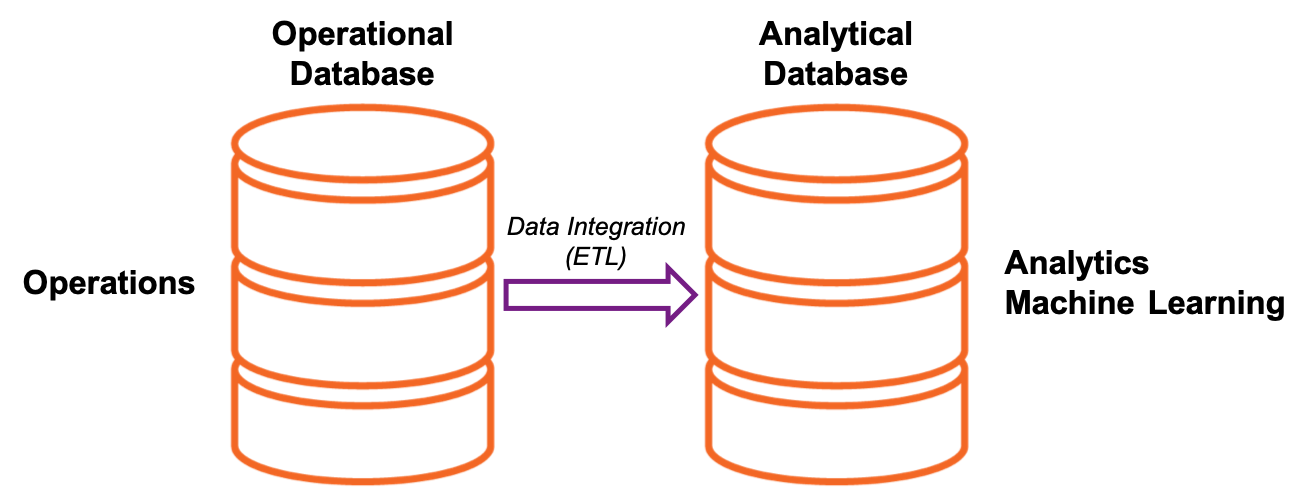 Operational
Database
Analytical
Database
Data Integration
(ETL)
Operations
Analytics
Machine Learning